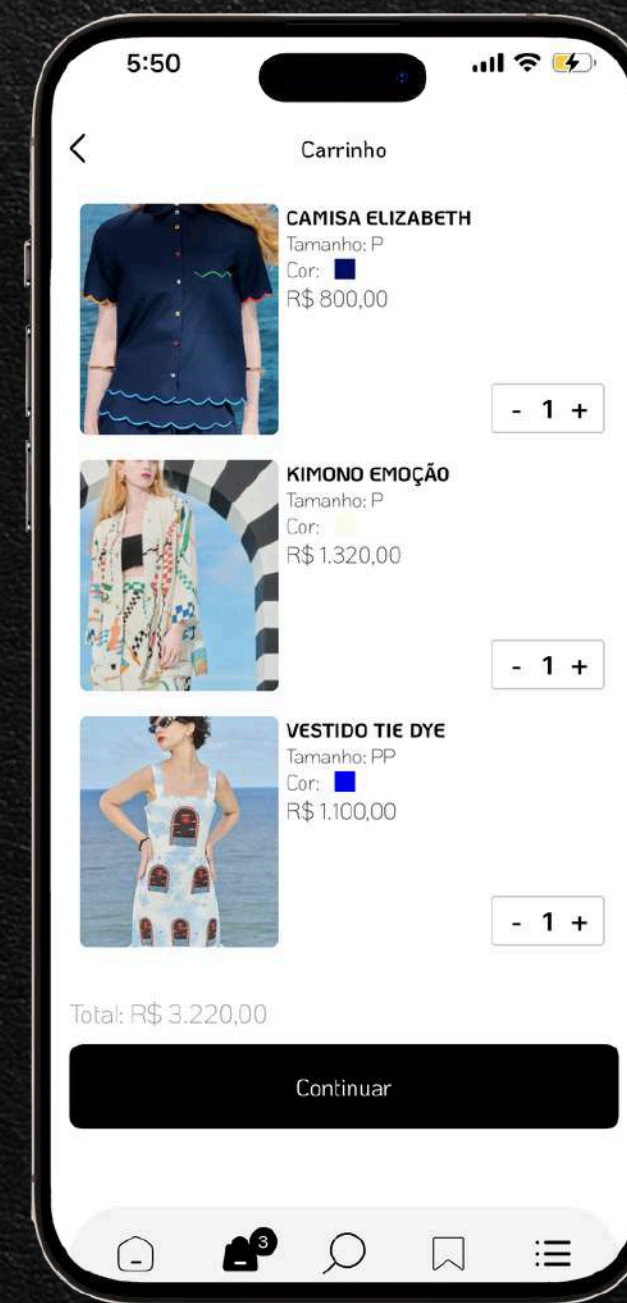 5:50
Carrinho
CAMISA ELIZABETH
Tamanho: P
Cor:
R$ 800,00
- 1 +
KIMONO EMOÇÃO
Tamanho: P
Cor:
R$ 1.320,00
- 1 +
VESTIDO TIE DYE
Tamanho: PP
Cor:
R$ 1.100,00
- 1 +
Total: R$ 3.220,00
Continuar
3